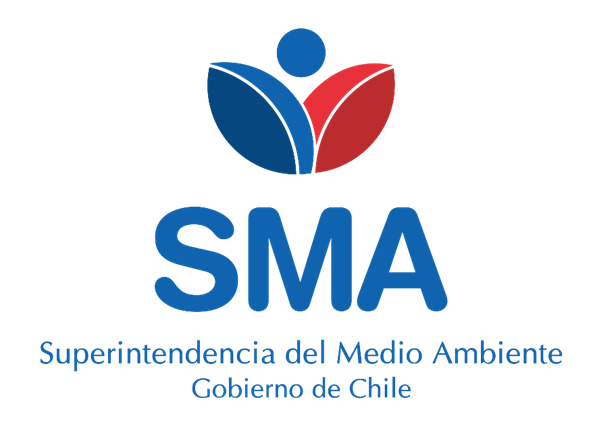 SMA
Superintendencia del Medio Ambiente
Gobierno de Chile